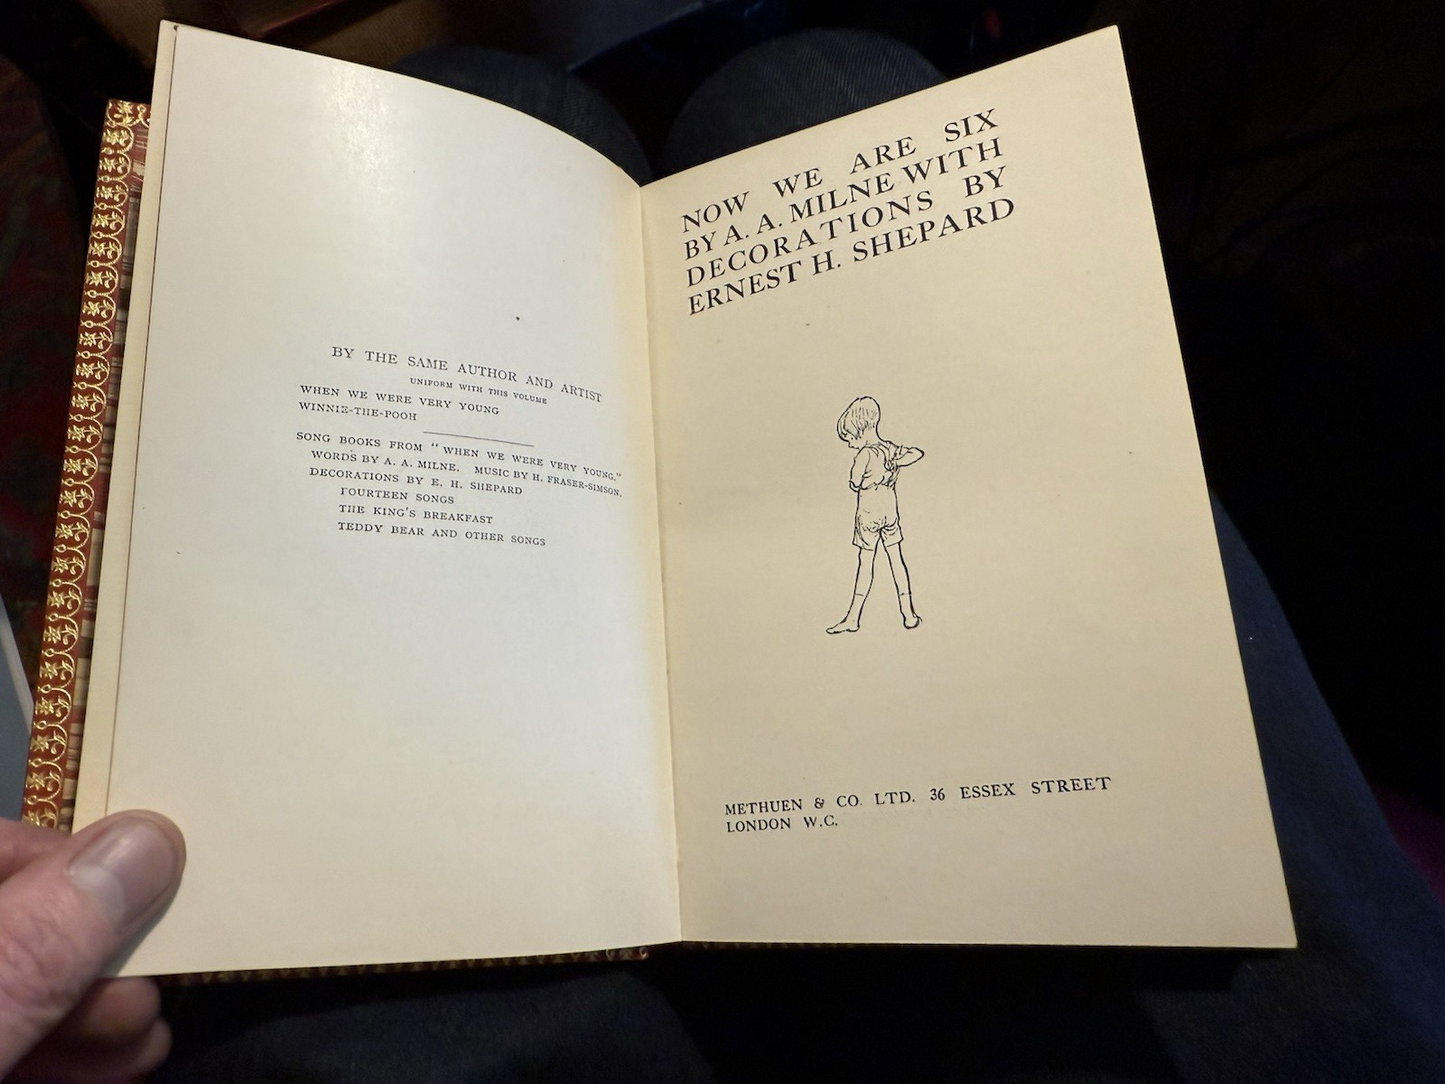 BY THE SAME AUTHOR AND ARTIST
UNIFORM WITH THIS VOLUME
WHEN WE WERE VERY YOUNG
WINNIE-THE-POOH
SONG BOOKS FROM "WHEN WE WERE VERY YOUNG,"
WORDS BY A. A. MILNE. MUSIC BY H. FRASER-SIMSON,
DECORATIONS BY E. H. SHEPARD
FOURTEEN SONGS
THE KING'S BREAKFAST
TEDDY BEAR AND OTHER SONGS
NOW WE ARE SIX
BY A. A. MILNE WITH
DECORATIONS BY
ERNEST H. SHEPARD
METHUEN & CO. LTD. 36 ESSEX STREET
LONDON W.C.